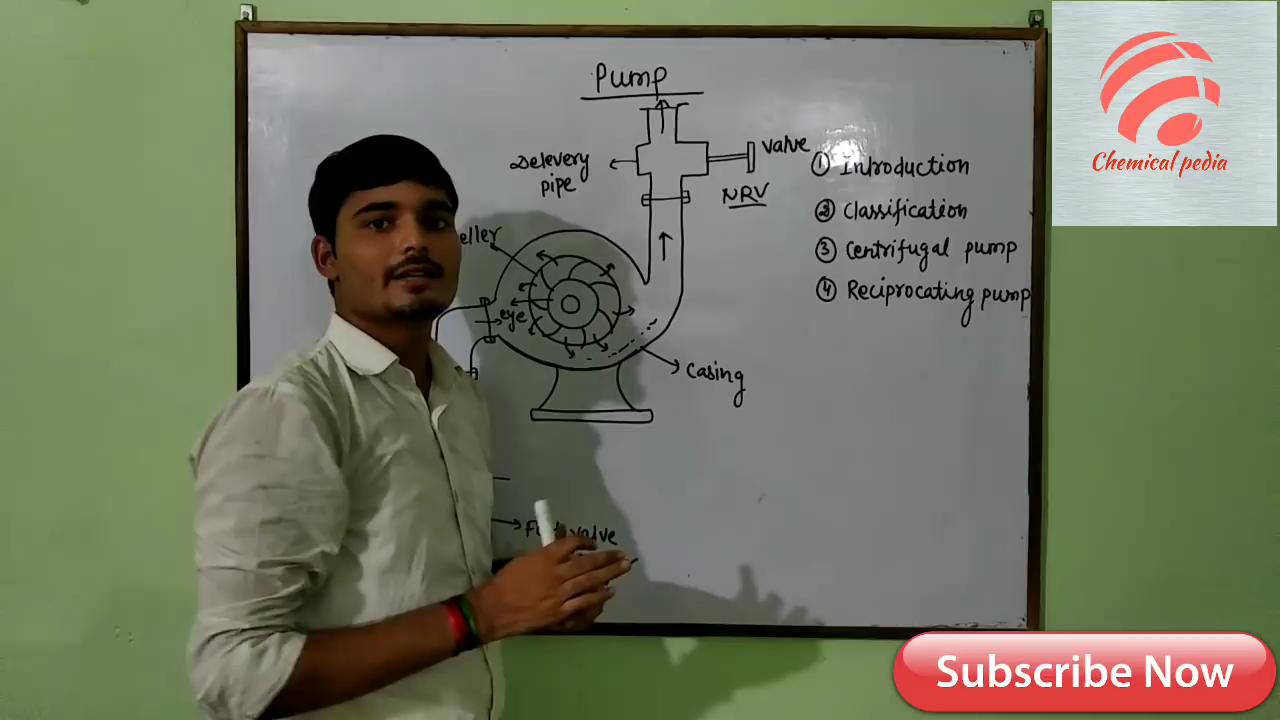 Pump
Delevery
pipe
valve
NRV
eller
eye
Casing
valve
① Introduction
② Classification
③ Centrifugal pump
④ Reciprocating pump
Chemical pedia
Subscribe Now